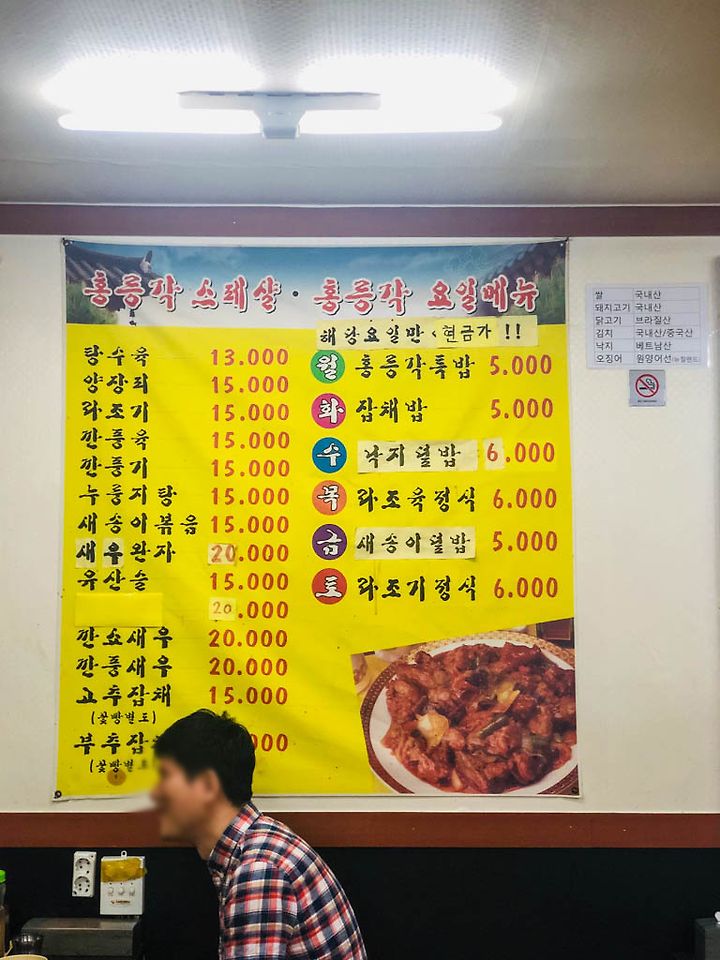 홍릉각 스페샬 · 홍릉각 요일메뉴
해당요일만 현금가 !!
탕수육 13.000
양장피 15.000
라조기 15.000
깐풍육 15.000
깐풍기 15.000
누룽지탕 15.000
새송이볶음 15.000
새우완자 20.000
유산슬 15.000
20.000
깐쇼새우 20.000
깐풍새우 20.000
고추잡채 15.000
(꽃빵별도)
부추잡
(꽃빵별
월 홍릉각특밥 5.000
화 잡채밥 5.000
수 낙지덮밥 6.000
목 라조육정식 6.000
금 새송이덮밥 5.000
토 라조기정식 6.000
쌀 국내산
돼지고기 국내산
닭고기 브라질산
김치 국내산/중국산
낙지 베트남산
오징어 원양어선(뉴질랜드)